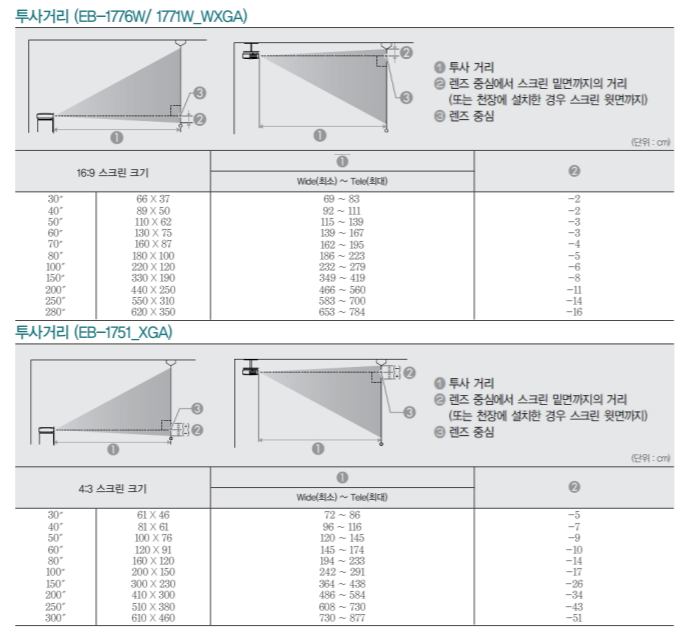 투사거리 (EB-1776W/ 1771W_WXGA)
❷
❸
❸
❷
❶
❶
❶ 투사 거리
❷ 렌즈 중심에서 스크린 밑면까지의 거리
(또는 천장에 설치한 경우 스크린 윗면까지)
❸ 렌즈 중심
(단위 : cm)
16:9 스크린 크기 ❶ ❷
Wide(최소) ~ Tele(최대)
30″ 66 X 37 69 ~ 83 -2
40″ 89 X 50 92 ~ 111 -2
50″ 110 X 62 115 ~ 139 -3
60″ 130 X 75 139 ~ 167 -3
70″ 160 X 87 162 ~ 195 -4
80″ 180 X 100 186 ~ 223 -5
100″ 220 X 120 232 ~ 279 -6
150″ 330 X 190 349 ~ 419 -8
200″ 440 X 250 466 ~ 560 -11
250″ 550 X 310 583 ~ 700 -14
280″ 620 X 350 653 ~ 784 -16
투사거리 (EB-1751_XGA)
❷
❸
❸
❷
❶
❶
❶ 투사 거리
❷ 렌즈 중심에서 스크린 밑면까지의 거리
(또는 천장에 설치한 경우 스크린 윗면까지)
❸ 렌즈 중심
(단위 : cm)
4:3 스크린 크기 ❶ ❷
Wide(최소) ~ Tele(최대)
30″ 61 X 46 72 ~ 86 -5
40″ 81 X 61 96 ~ 116 -7
50″ 100 X 76 120 ~ 145 -9
60″ 120 X 91 145 ~ 174 -10
80″ 160 X 120 194 ~ 233 -14
100″ 200 X 150 242 ~ 291 -17
150″ 300 X 230 364 ~ 438 -26
200″ 410 X 300 486 ~ 584 -34
250″ 510 X 380 608 ~ 730 -43
300″ 610 X 460 730 ~ 877 -51